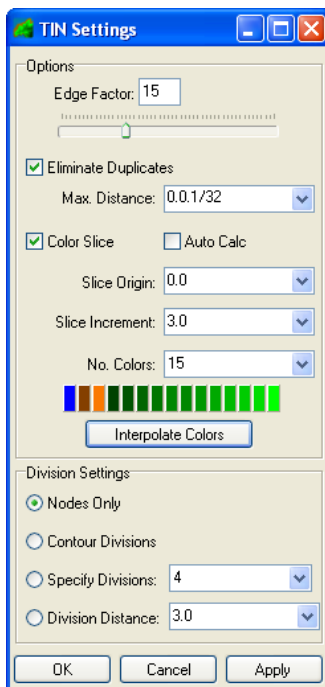 TIN Settings
Options
Edge Factor: 15
Eliminate Duplicates
Max. Distance: 0.0.1/32
Color Slice Auto Calc
Slice Origin: 0.0
Slice Increment: 3.0
No. Colors: 15
Interpolate Colors
Division Settings
Nodes Only
Contour Divisions
Specify Divisions: 4
Division Distance: 3.0
OK Cancel Apply